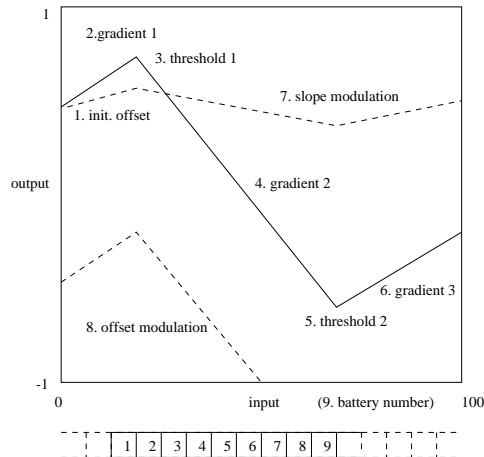 1
2.gradient 1
3. threshold 1
7. slope modulation
1. init. offset
output
4. gradient 2
6. gradient 3
8. offset modulation
5. threshold 2
-1
0
input
(9. battery number)
100
1 2 3 4 5 6 7 8 9